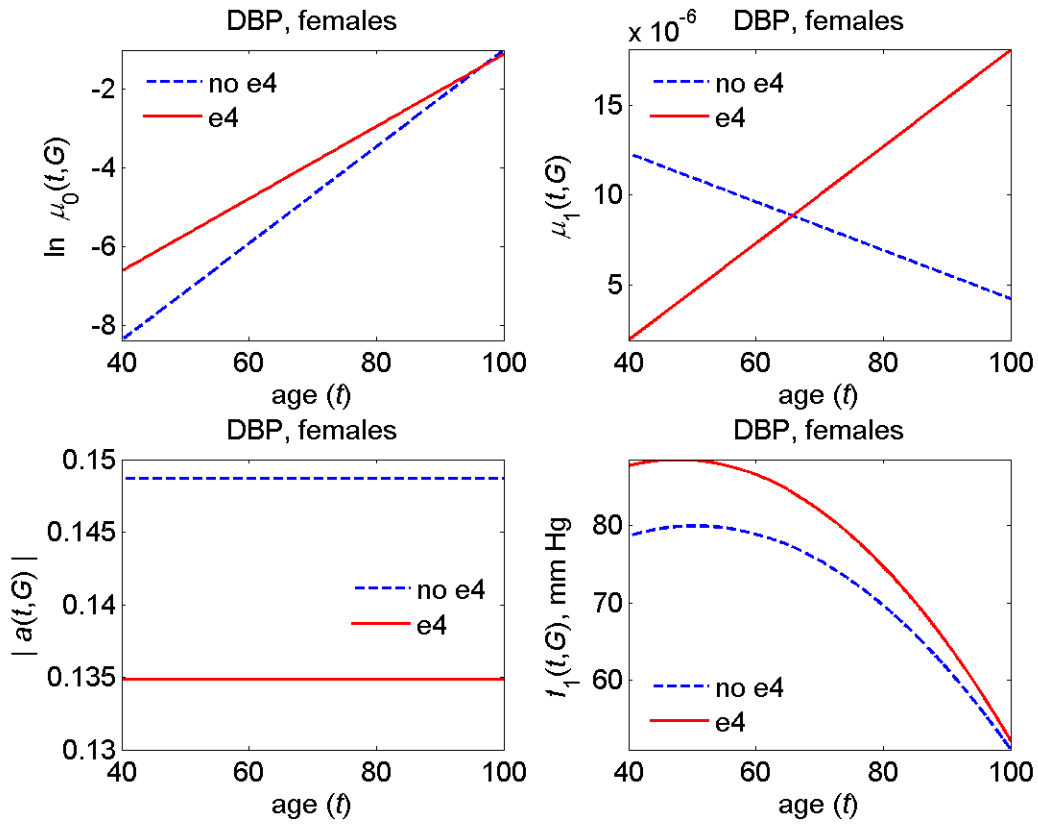 DBP, females
ln μ0(t,G)
-2
-4
-6
-8
no e4
e4
40 60 80 100
age (t)
DBP, females
x 10^-6
μ1(t,G)
15
10
5
no e4
e4
40 60 80 100
age (t)
DBP, females
| a(t,G) |
0.15
0.145
0.14
0.135
0.13
no e4
e4
40 60 80 100
age (t)
DBP, females
f1(t,G), mm Hg
80
70
60
no e4
e4
40 60 80 100
age (t)